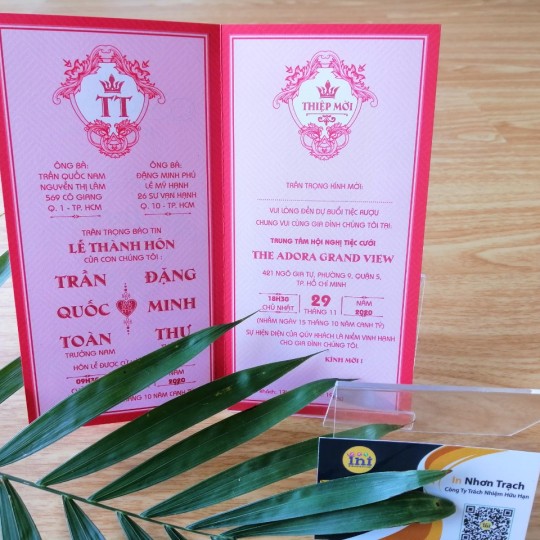 TT
ÔNG BÀ:
TRẦN QUỐC NAM
NGUYỄN THỊ LÂM
569 CÔ GIANG
Q. 1 - TP. HCM
ÔNG BÀ:
ĐẶNG MINH PHÚ
LÊ MỸ HẠNH
26 SƯ VẠN HẠNH
Q. 10 - TP. HCM
TRÂN TRỌNG BÁO TIN
LỄ THÀNH HÔN
CỦA CON CHÚNG TÔI :
TRẦN
QUỐC
TOÀN
TRƯỞNG NAM
ĐẶNG
MINH
THƯ
HÔN LỄ ĐƯỢC
2020
THIỆP MỜI
TRÂN TRỌNG KÍNH MỜI:
VUI LÒNG ĐẾN DỰ BUỔI TIỆC RƯỢU
CHUNG VUI CÙNG GIA ĐÌNH CHÚNG TÔI TẠI:
TRUNG TÂM HỘI NGHỊ TIỆC CƯỚI
THE ADORA GRAND VIEW
481 NGÔ GIA TỰ, PHƯỜNG 9, QUẬN 5,
TP. HỒ CHÍ MINH
18H30
CHỦ NHẬT
29
THÁNG 11
NĂM
2020
(NHẰM NGÀY 15 THÁNG 10 NĂM CANH TÝ)
SỰ HIỆN DIỆN CỦA QUÝ KHÁCH LÀ NIỀM VINH HẠNH
CHO GIA ĐÌNH CHÚNG TÔI.
KÍNH MỜI !
Int
In Nhơn Trạch
Công Ty Trách Nhiệm Hữu Hạn